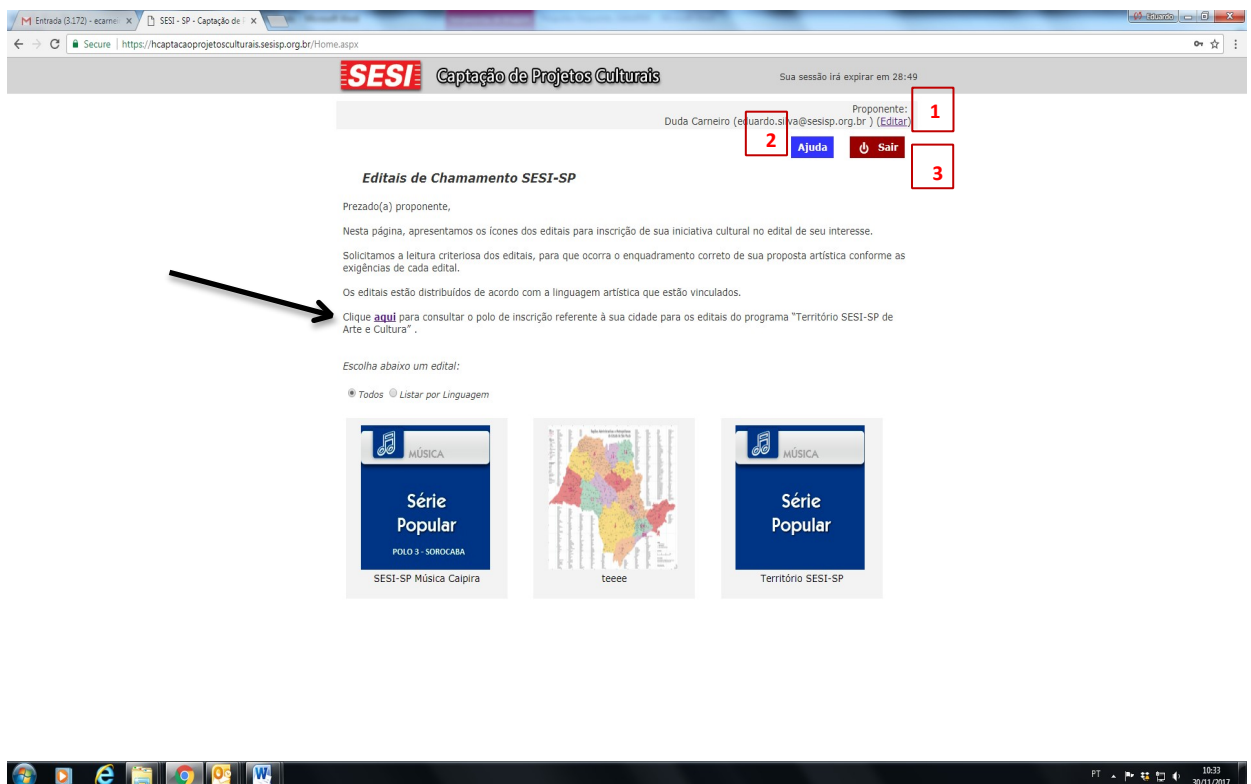 Entrada (3.172) - ecarne
SESI - SP - Captação de
Eduardo
Secure | https://hcaptacaoprojetosculturais.sesisp.org.br/Home.aspx
SESI Captação de Projetos Culturais
Sua sessão irá expirar em 28:49
Proponente:
1
Duda Carneiro (eduardo.silva@sesisp.org.br ) (Editar)
2
Ajuda
Sair
3
Editais de Chamamento SESI-SP
Prezado(a) proponente,
Nesta página, apresentamos os ícones dos editais para inscrição de sua iniciativa cultural no edital de seu interesse.
Solicitamos a leitura criteriosa dos editais, para que ocorra o enquadramento correto de sua proposta artística conforme as
exigências de cada edital.
Os editais estão distribuídos de acordo com a linguagem artística que estão vinculados.
Clique aqui para consultar o polo de inscrição referente à sua cidade para os editais do programa "Território SESI-SP de
Arte e Cultura" .
Escolha abaixo um edital:
Todos Listar por Linguagem
MÚSICA
Série
Popular
POLO 3 - SOROCABA
SESI-SP Música Caipira
teeee
MÚSICA
Série
Popular
Território SESI-SP
PT
10:33
30/11/2017